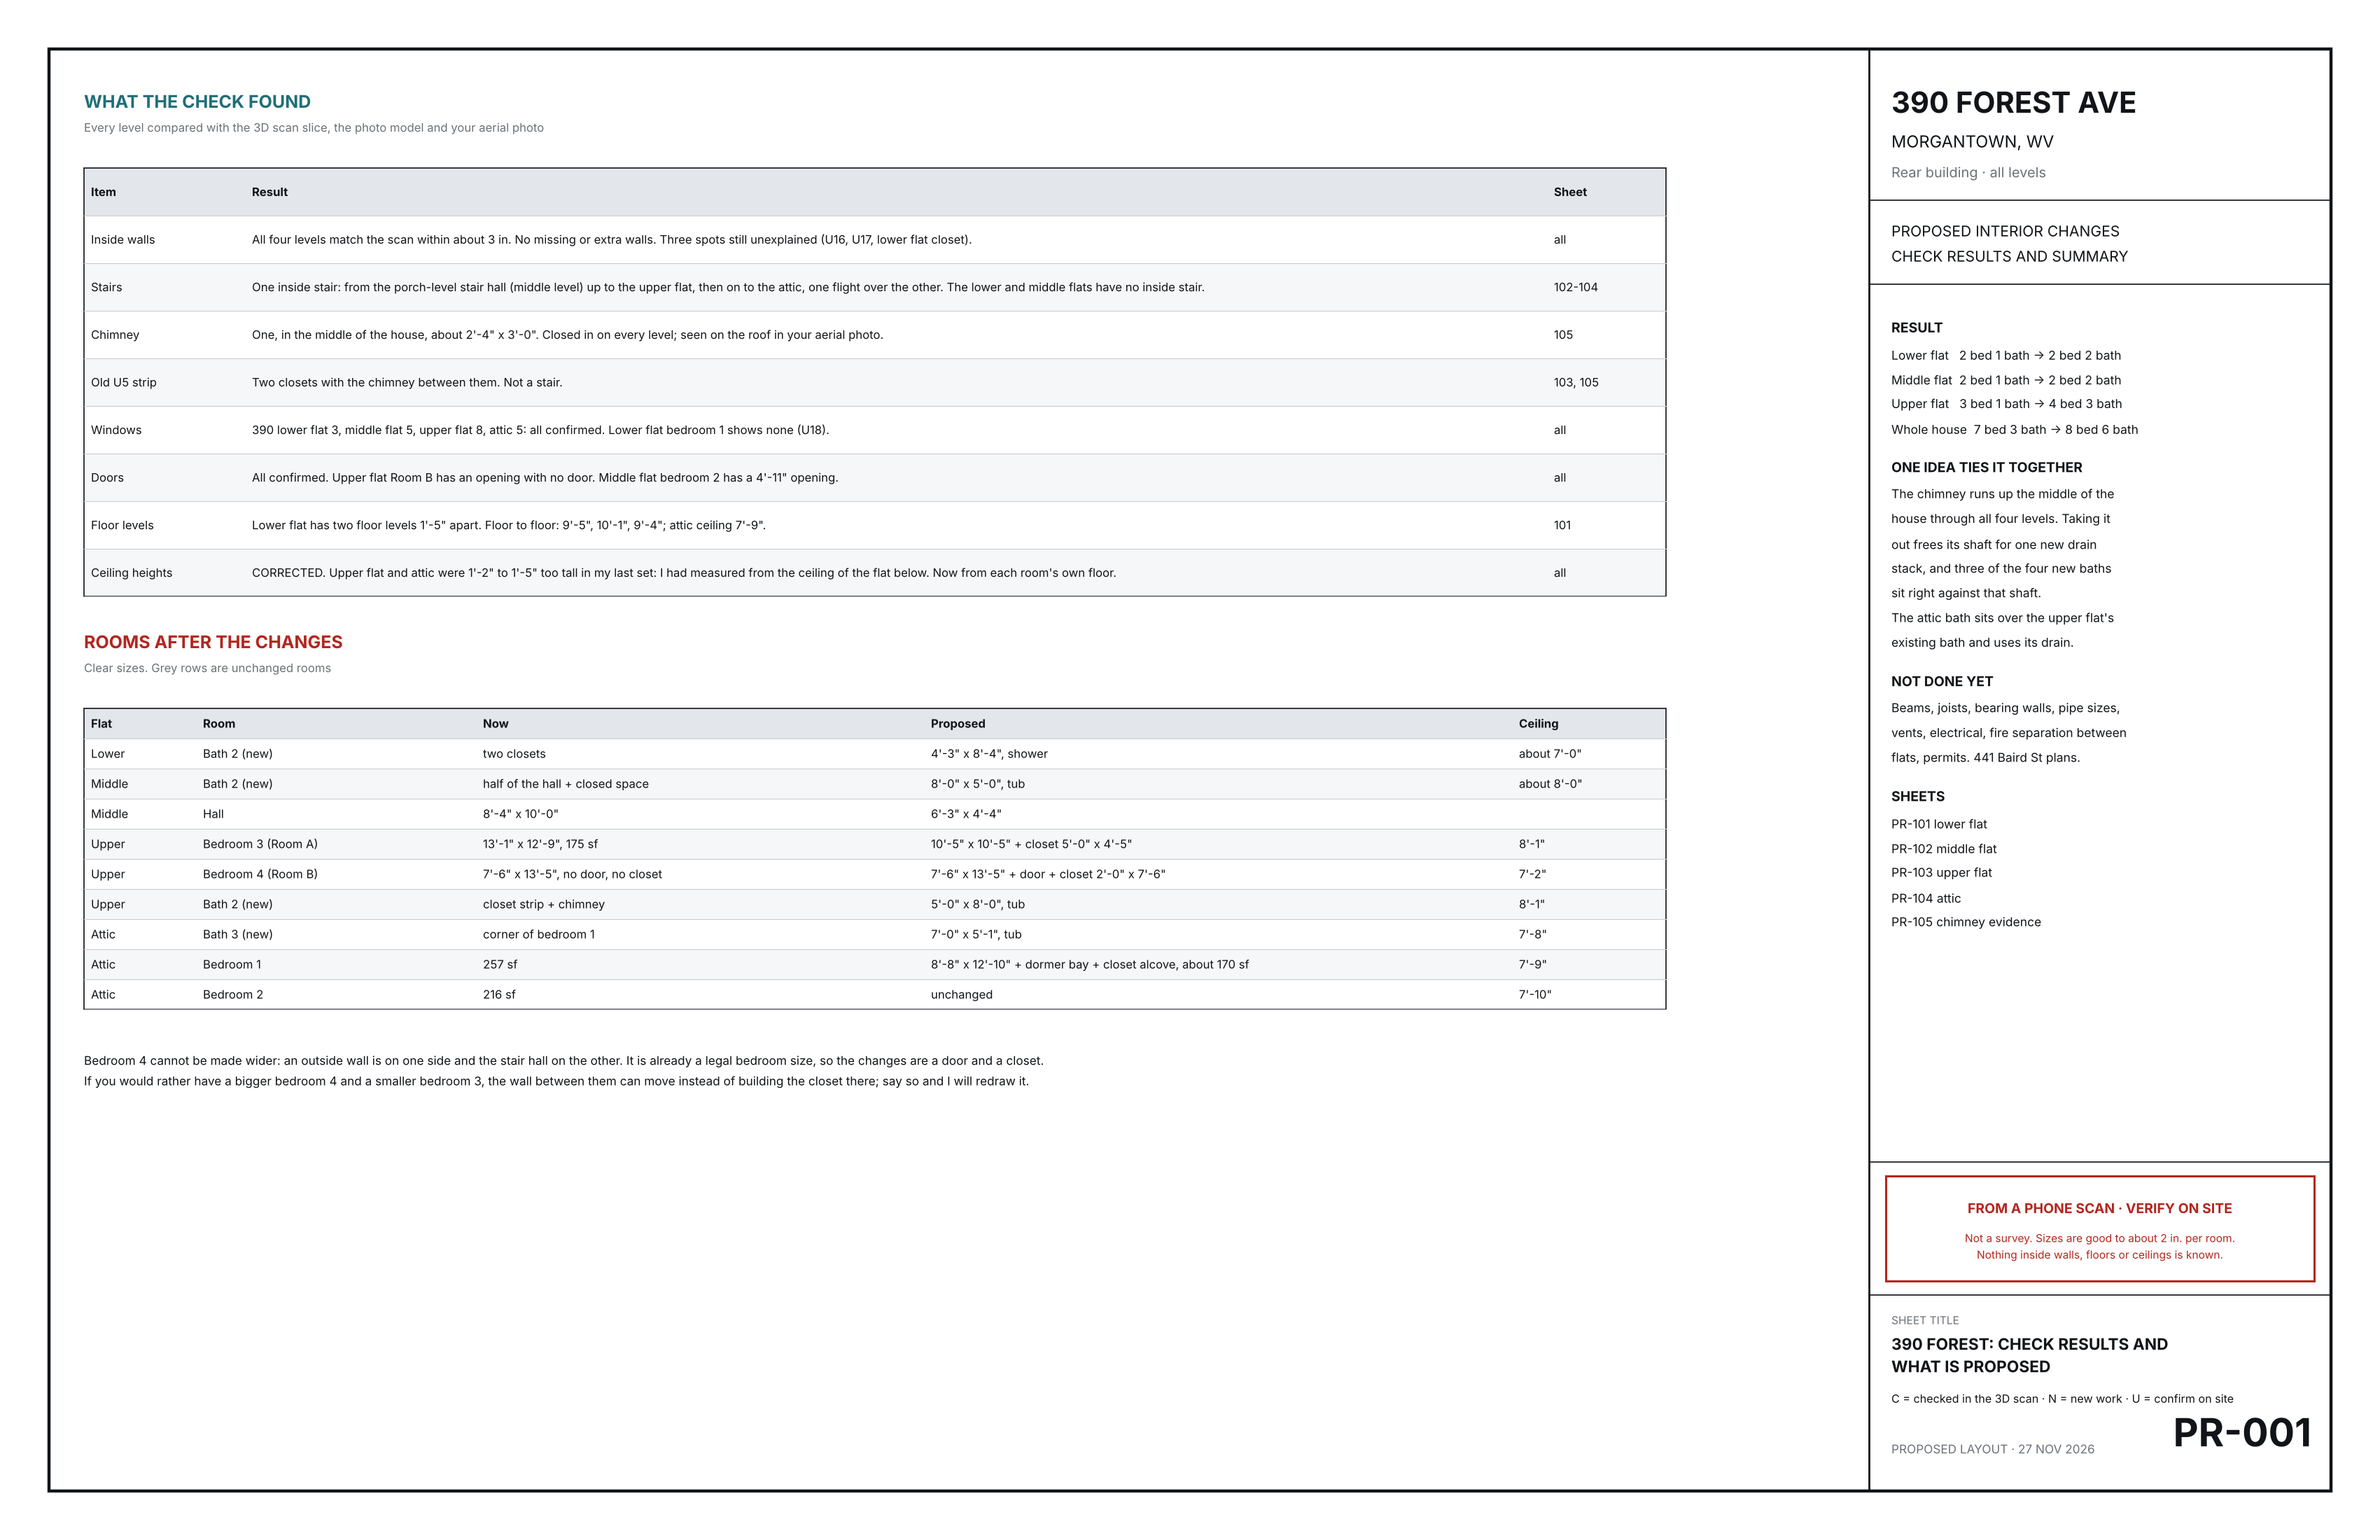 WHAT THE CHECK FOUND
Every level compared with the 3D scan slice, the photo model and your aerial photo
Item Result Sheet
Inside walls All four levels match the scan within about 3 in. No missing or extra walls. Three spots still unexplained (U16, U17, lower flat closet). all
Stairs One inside stair: from the porch-level stair hall (middle level) up to the upper flat, then on to the attic, one flight over the other. The lower and middle flats have no inside stair. 102-104
Chimney One, in the middle of the house, about 2'-4" x 3'-0". Closed in on every level; seen on the roof in your aerial photo. 105
Old U5 strip Two closets with the chimney between them. Not a stair. 103, 105
Windows 390 lower flat 3, middle flat 5, upper flat 8, attic 5: all confirmed. Lower flat bedroom 1 shows none (U18). all
Doors All confirmed. Upper flat Room B has an opening with no door. Middle flat bedroom 2 has a 4'-11" opening. all
Floor levels Lower flat has two floor levels 1'-5" apart. Floor to floor: 9'-5", 10'-1", 9'-4"; attic ceiling 7'-9". 101
Ceiling heights CORRECTED. Upper flat and attic were 1'-2" to 1'-5" too tall in my last set: I had measured from the ceiling of the flat below. Now from each room's own floor. all
ROOMS AFTER THE CHANGES
Clear sizes. Grey rows are unchanged rooms
Flat Room Now Proposed Ceiling
Lower Bath 2 (new) two closets 4'-3" x 8'-4", shower about 7'-0"
Middle Bath 2 (new) half of the hall + closed space 8'-0" x 5'-0", tub about 8'-0"
Middle Hall 8'-4" x 10'-0" 6'-3" x 4'-4"
Upper Bedroom 3 (Room A) 13'-1" x 12'-9", 175 sf 10'-5" x 10'-5" + closet 5'-0" x 4'-5" 8'-1"
Upper Bedroom 4 (Room B) 7'-6" x 13'-5", no door, no closet 7'-6" x 13'-5" + door + closet 2'-0" x 7'-6" 7'-2"
Upper Bath 2 (new) closet strip + chimney 5'-0" x 8'-0", tub 8'-1"
Attic Bath 3 (new) corner of bedroom 1 7'-0" x 5'-1", tub 7'-8"
Attic Bedroom 1 257 sf 8'-8" x 12'-10" + dormer bay + closet alcove, about 170 sf 7'-9"
Attic Bedroom 2 216 sf unchanged 7'-10"
Bedroom 4 cannot be made wider: an outside wall is on one side and the stair hall on the other. It is already a legal bedroom size, so the changes are a door and a closet.
If you would rather have a bigger bedroom 4 and a smaller bedroom 3, the wall between them can move instead of building the closet there; say so and I will redraw it.
390 FOREST AVE
MORGANTOWN, WV
Rear building · all levels
PROPOSED INTERIOR CHANGES
CHECK RESULTS AND SUMMARY
RESULT
Lower flat 2 bed 1 bath → 2 bed 2 bath
Middle flat 2 bed 1 bath → 2 bed 2 bath
Upper flat 3 bed 1 bath → 4 bed 3 bath
Whole house 7 bed 3 bath → 8 bed 6 bath
ONE IDEA TIES IT TOGETHER
The chimney runs up the middle of the
house through all four levels. Taking it
out frees its shaft for one new drain
stack, and three of the four new baths
sit right against that shaft.
The attic bath sits over the upper flat's
existing bath and uses its drain.
NOT DONE YET
Beams, joists, bearing walls, pipe sizes,
vents, electrical, fire separation between
flats, permits. 441 Baird St plans.
SHEETS
PR-101 lower flat
PR-102 middle flat
PR-103 upper flat
PR-104 attic
PR-105 chimney evidence
FROM A PHONE SCAN · VERIFY ON SITE
Not a survey. Sizes are good to about 2 in. per room.
Nothing inside walls, floors or ceilings is known.
SHEET TITLE
390 FOREST: CHECK RESULTS AND
WHAT IS PROPOSED
C = checked in the 3D scan · N = new work · U = confirm on site
PROPOSED LAYOUT · 27 NOV 2026
PR-001